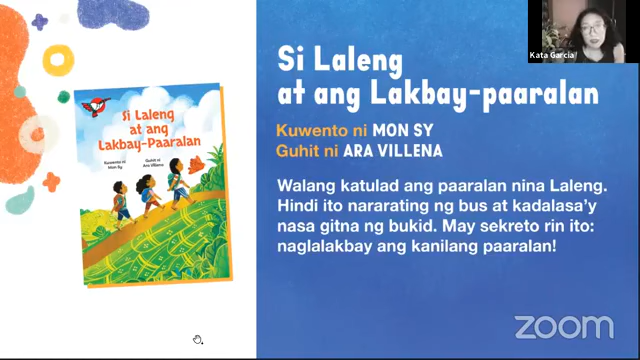 Kata Garcia
Si Laleng
at ang Lakbay-paaralan
Kuwento ni MON SY
Guhit ni ARA VILLENA
Walang katulad ang paaralan nina Laleng.
Hindi ito nararating ng bus at kadalasa'y
nasa gitna ng bukid. May sekreto rin ito:
naglalakbay ang kanilang paaralan!
Si Laleng
at ang
Lakbay-Paaralan
Kuwento ni
Mon Sy
Guhit ni
Ara Villena
zoom